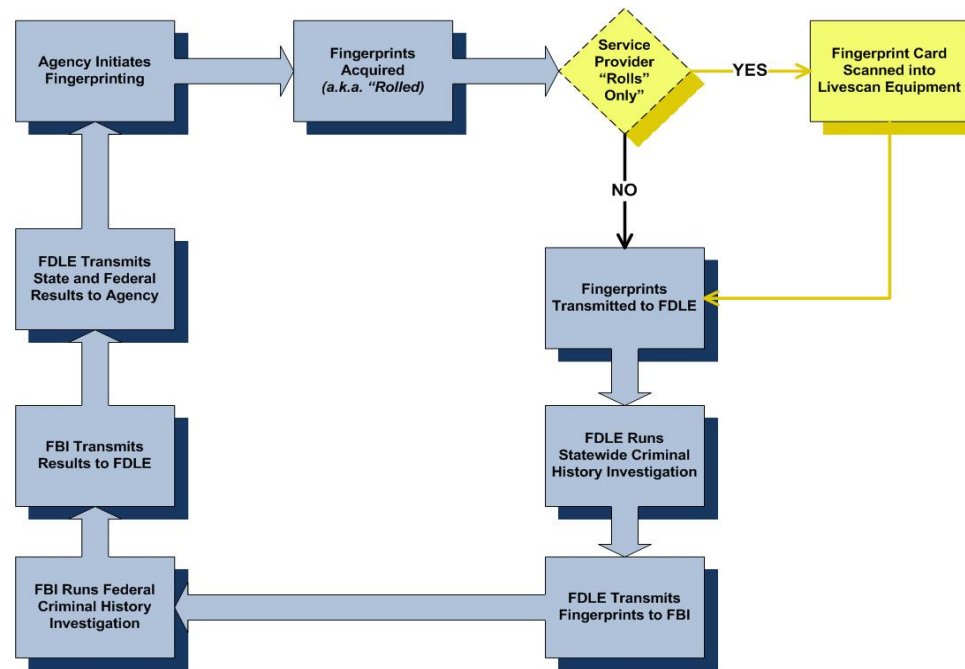 Agency Initiates
Fingerprinting
Fingerprints
Acquired
(a.k.a. “Rolled)
Service
Provider
“Rolls”
Only”
YES
Fingerprint Card
Scanned into
Livescan Equipment
NO
Fingerprints
Transmitted to FDLE
FDLE Runs
Statewide Criminal
History Investigation
FDLE Transmits
Fingerprints to FBI
FBI Runs Federal
Criminal History
Investigation
FBI Transmits
Results to FDLE
FDLE Transmits
State and Federal
Results to Agency